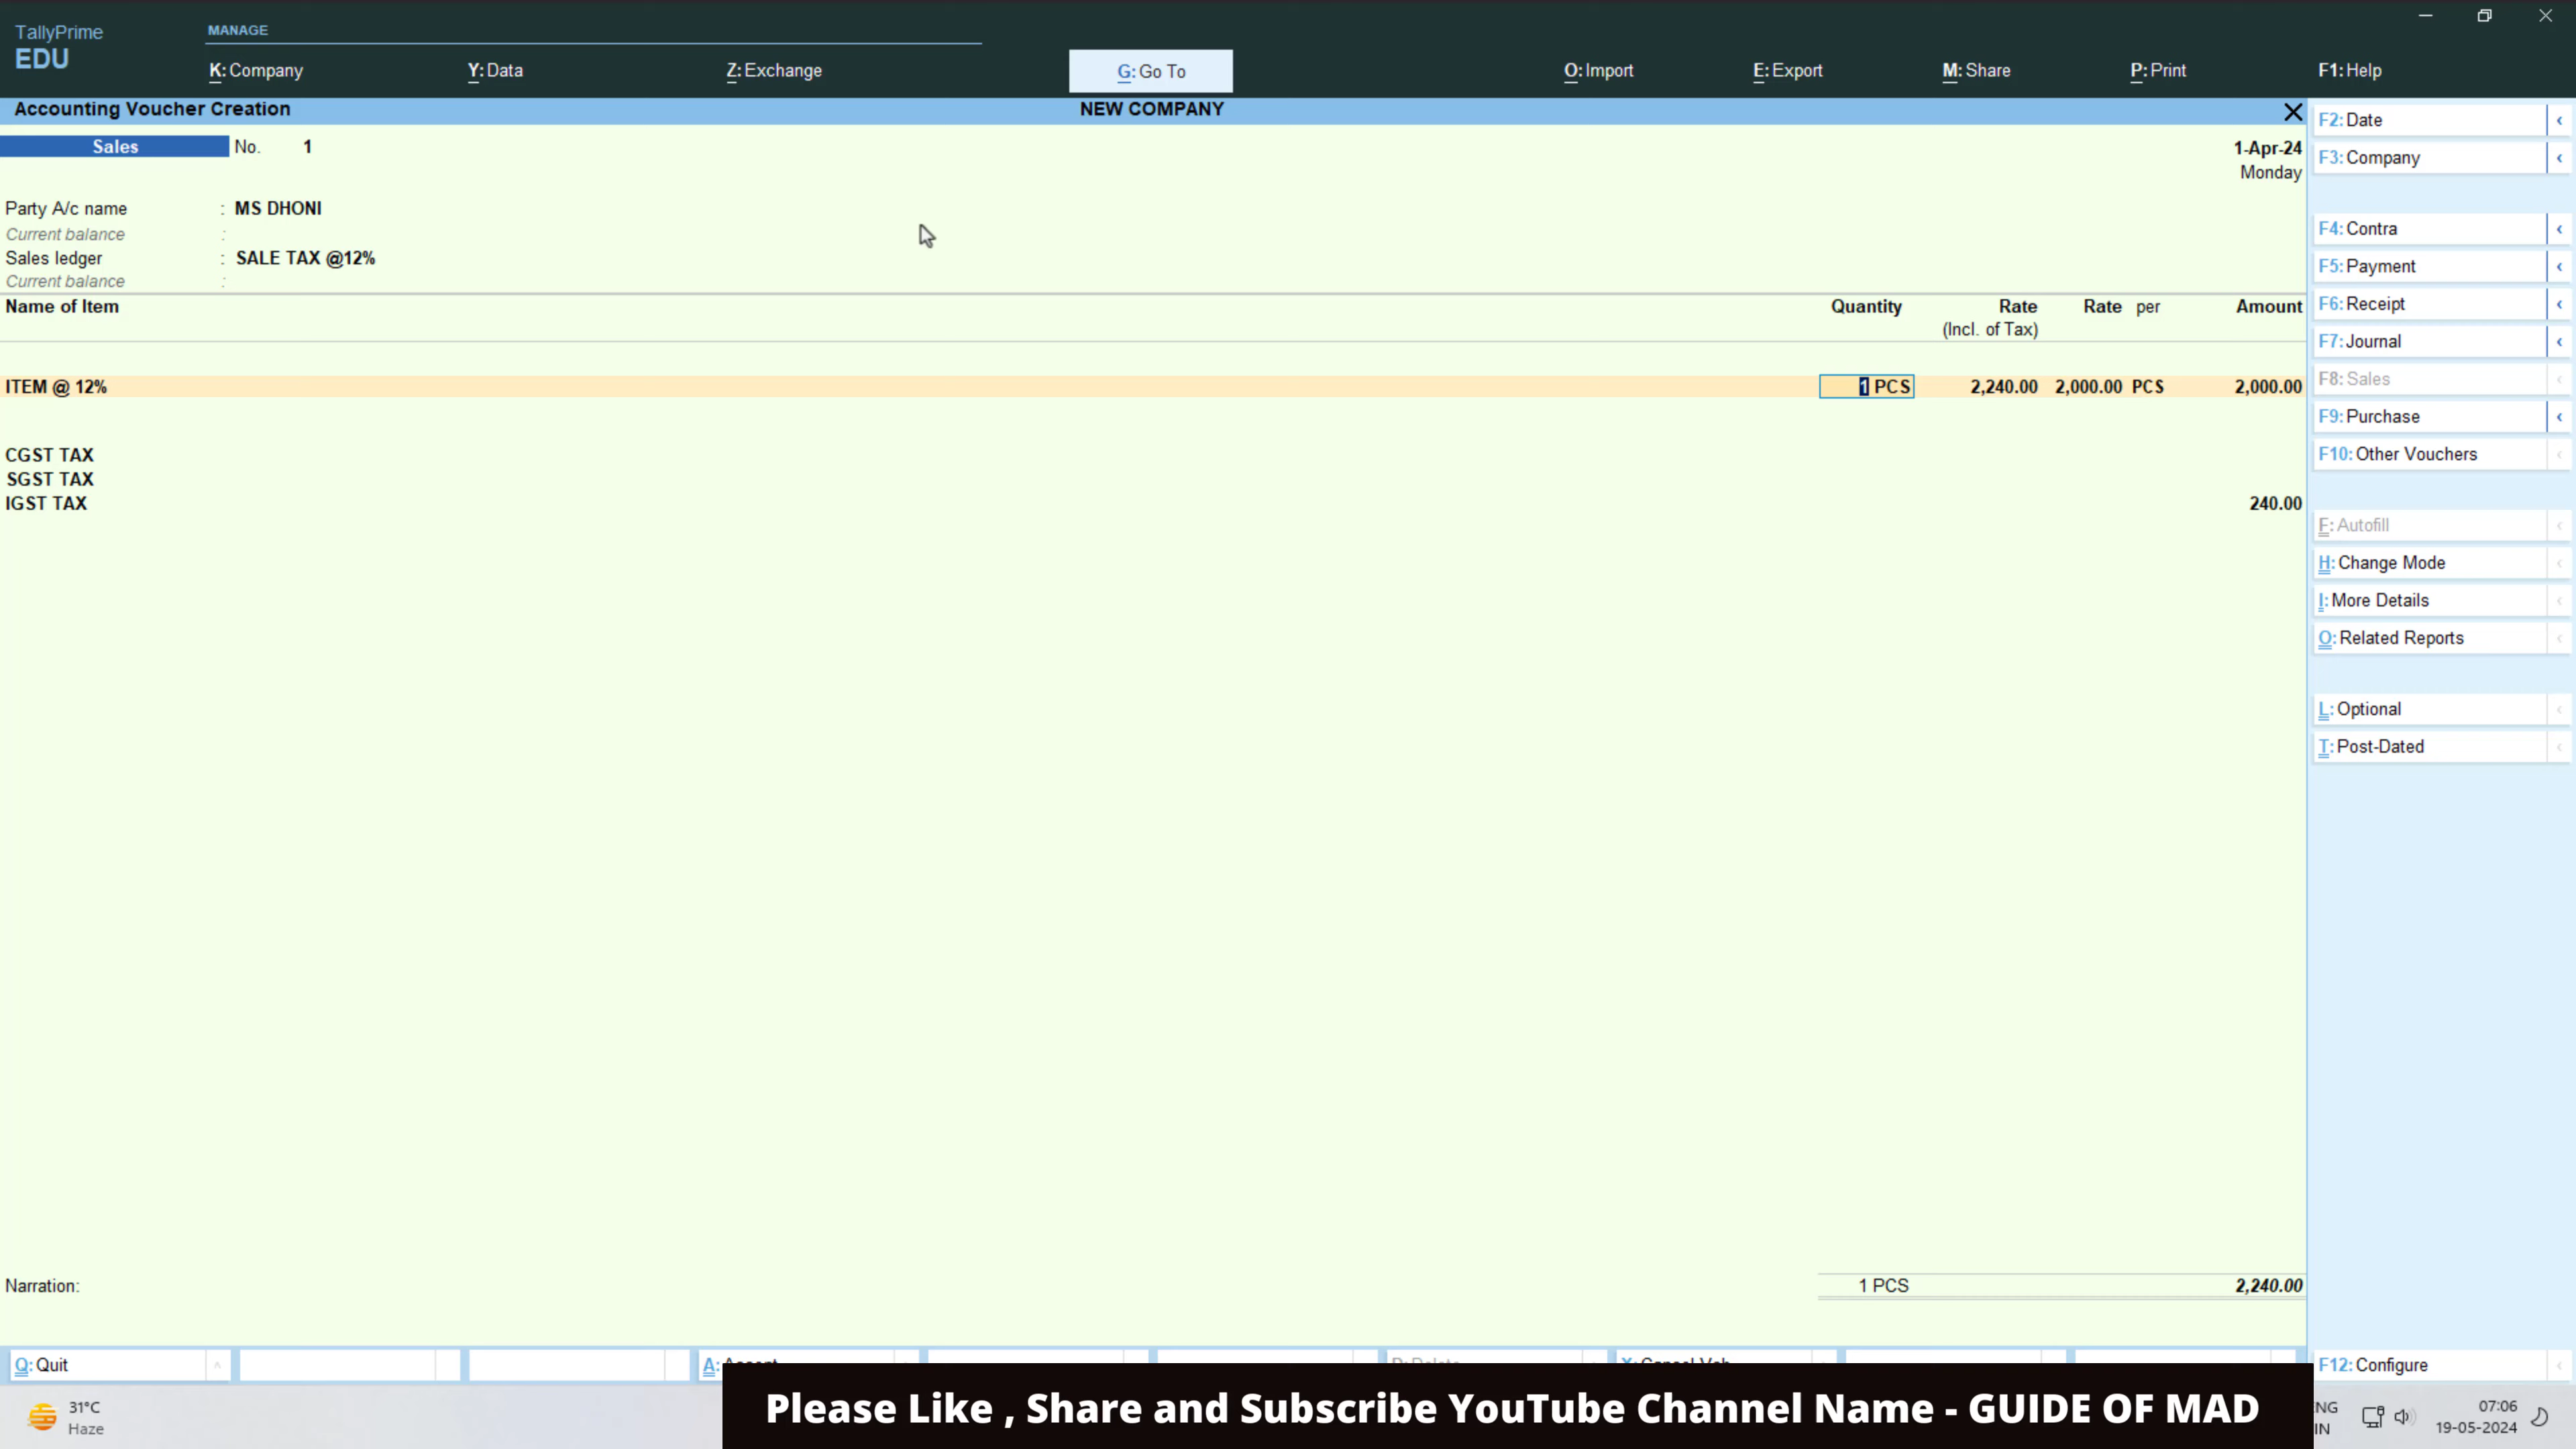 TallyPrime
EDU
MANAGE
K: Company
Y: Data
Z: Exchange
G: Go To
O: Import
E: Export
M: Share
P: Print
F1: Help
Accounting Voucher Creation
NEW COMPANY
Sales No. 1
1-Apr-24
Monday
Party A/c name : MS DHONI
Current balance :
Sales ledger : SALE TAX @12%
Current balance :
Name of Item Quantity Rate Rate per Amount
(Incl. of Tax)
ITEM @ 12% 1 PCS 2,240.00 2,000.00 PCS 2,000.00
CGST TAX
SGST TAX
IGST TAX 240.00
Narration: 1 PCS 2,240.00
F2: Date
F3: Company
F4: Contra
F5: Payment
F6: Receipt
F7: Journal
F8: Sales
F9: Purchase
F10: Other Vouchers
F: Autofill
H: Change Mode
I: More Details
O: Related Reports
L: Optional
T: Post-Dated
Q: Quit
A: Accept
D: Delete
X: Cancel Vch
F12: Configure
31°C
Haze
Please Like , Share and Subscribe YouTube Channel Name - GUIDE OF MAD
NG
IN
07:06
19-05-2024